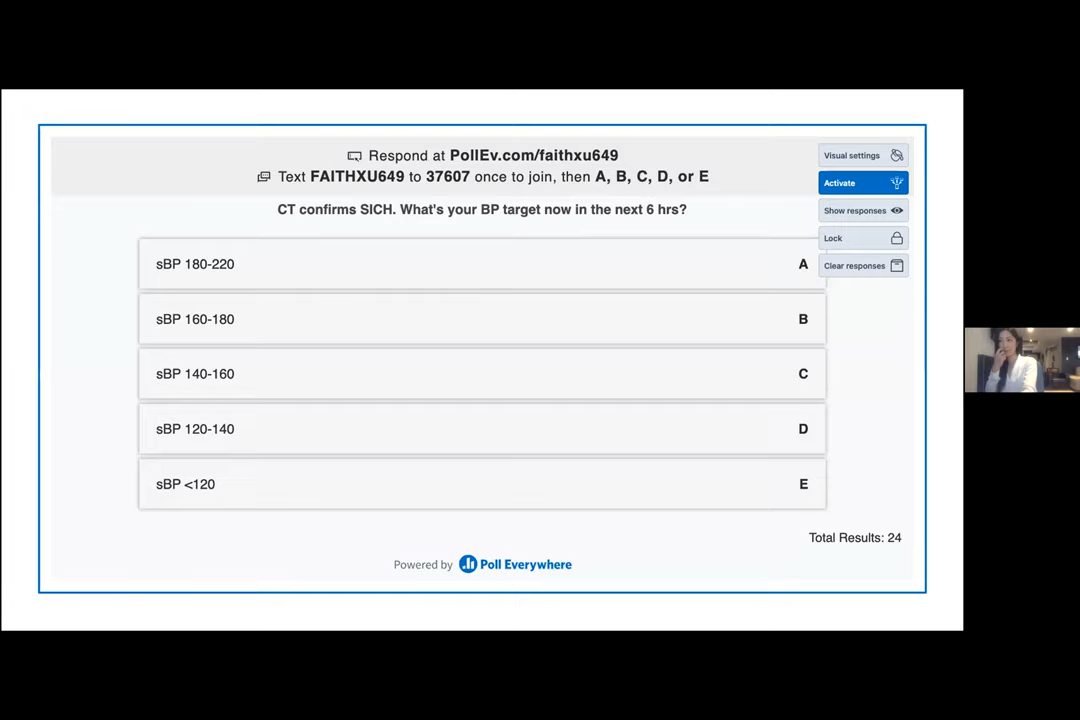 Respond at PollEv.com/faithxu649
Text FAITHXU649 to 37607 once to join, then A, B, C, D, or E
CT confirms SICH. What's your BP target now in the next 6 hrs?
sBP 180-220 A
sBP 160-180 B
sBP 140-160 C
sBP 120-140 D
sBP <120 E
Total Results: 24
Powered by Poll Everywhere
Visual settings
Activate
Show responses
Lock
Clear responses